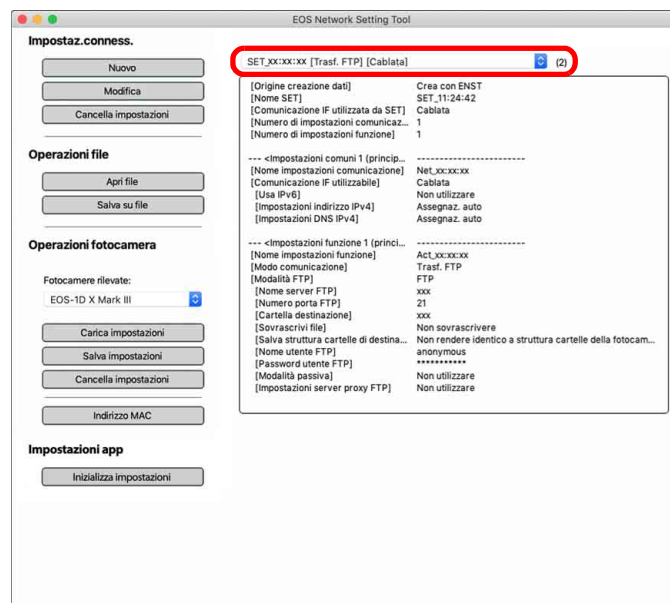 EOS Network Setting Tool
Impostaz.conness.
Nuovo
Modifica
Cancella impostazioni
Operazioni file
Apri file
Salva su file
Operazioni fotocamera
Fotocamere rilevate:
EOS-1D X Mark III
Carica impostazioni
Salva impostazioni
Cancella impostazioni
Indirizzo MAC
Impostazioni app
Inizializza impostazioni
SET_xx:xx:xx [Trasf. FTP] [Cablata] (2)
[Origine creazione dati] Crea con ENST
[Nome SET] SET_11:24:42
[Comunicazione IF utilizzata da SET] Cablata
[Numero di impostazioni comunicaz... 1
[Numero di impostazioni funzione] 1
--- <Impostazioni comuni 1 (princip... ------------------------
[Nome impostazioni comunicazione] Net_xx:xx:xx
[Comunicazione IF utilizzabile] Cablata
[Usa IPv6] Non utilizzare
[Impostazioni indirizzo IPv4] Assegnaz. auto
[Impostazioni DNS IPv4] Assegnaz. auto
--- <Impostazioni funzione 1 (princi... ------------------------
[Nome impostazioni funzione] Act_xx:xx:xx
[Modo comunicazione] Trasf. FTP
[Modalità FTP] FTP
[Nome server FTP] xxx
[Numero porta FTP] 21
[Cartella destinazione] xxx
[Sovrascrivi file] Non sovrascrivere
[Salva struttura cartelle di destina... Non rendere identico a struttura cartelle della fotocam...
[Nome utente FTP] anonymous
[Password utente FTP] ***********
[Modalità passiva] Non utilizzare
[Impostazioni server proxy FTP] Non utilizzare